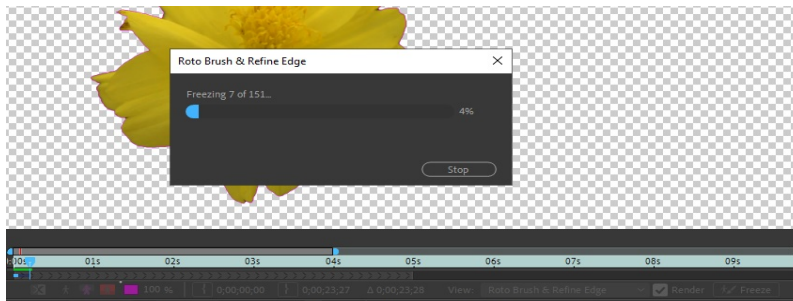 Roto Brush & Refine Edge
Freezing 7 of 151...
4%
Stop
00s 01s 02s 03s 04s 05s 06s 07s 08s 09s
100 % 0;00;00;00 0;00;23;27 Δ 0;00;23;28 View: Roto Brush & Refine Edge Render Freeze